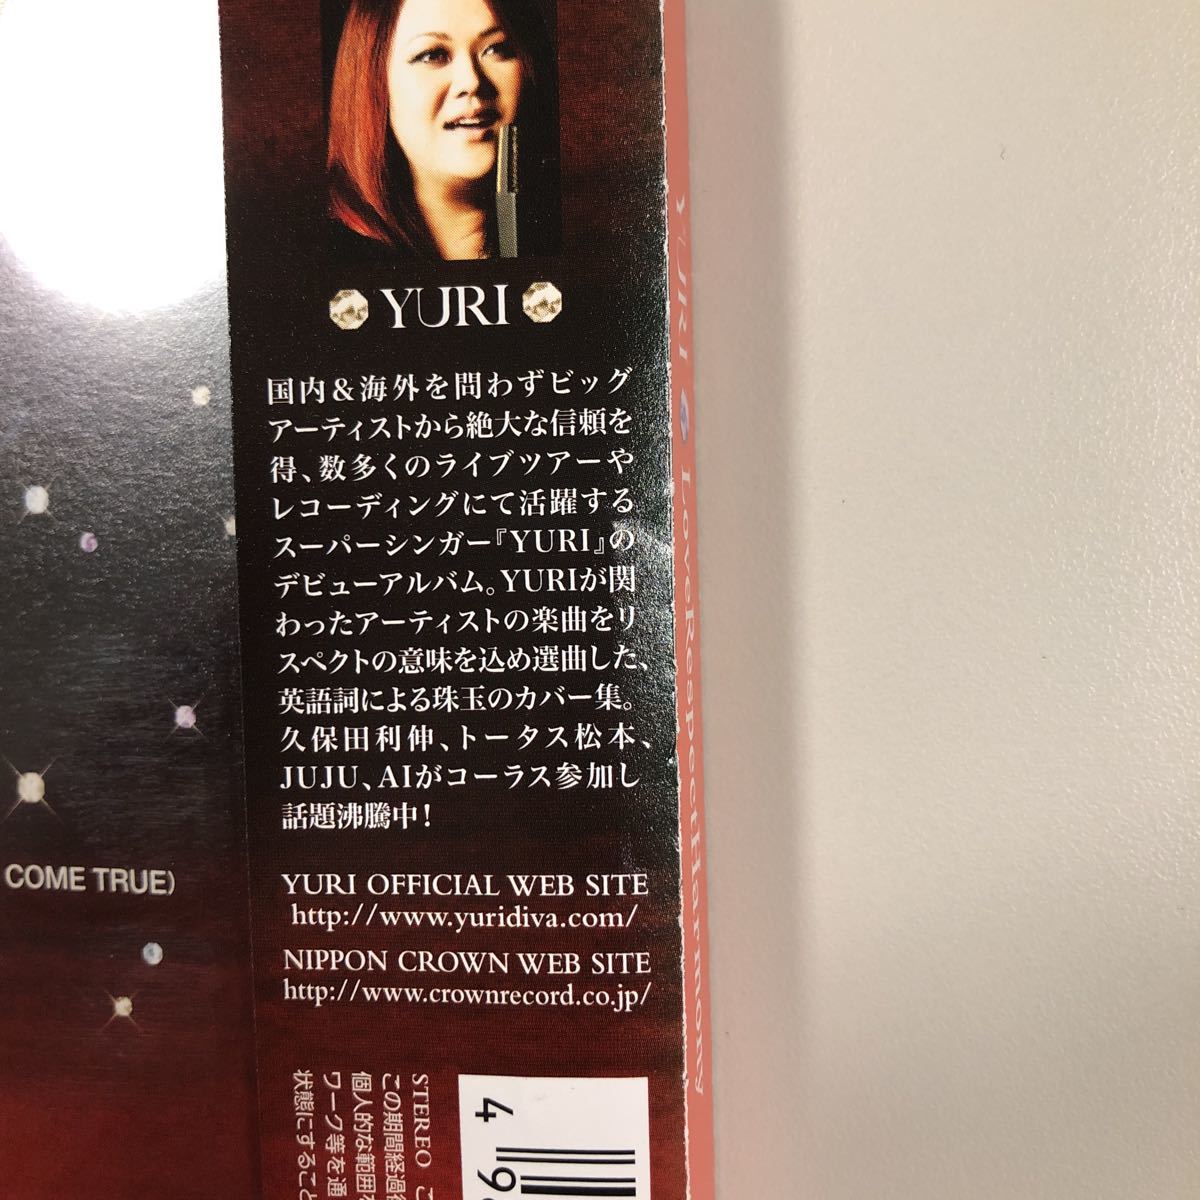 YURI
国内&海外を問わずビッグ
アーティストから絶大な信頼を
得、数多くのライブツアーや
レコーディングにて活躍する
スーパーシンガー『YURI』の
デビューアルバム。YURIが関
わったアーティストの楽曲をリ
スペクトの意味を込め選曲した、
英語詞による珠玉のカバー集。
久保田利伸、トータス松本、
JUJU、AIがコーラス参加し
話題沸騰中!
YURI OFFICIAL WEB SITE
http://www.yuridiva.com/
NIPPON CROWN WEB SITE
http://www.crownrecord.co.jp/
COME TRUE)
YURI LoveRespectHarmony
STEREO こ
この期間経過後
個人的な範囲を
ワーク等を通
状態にすること
4